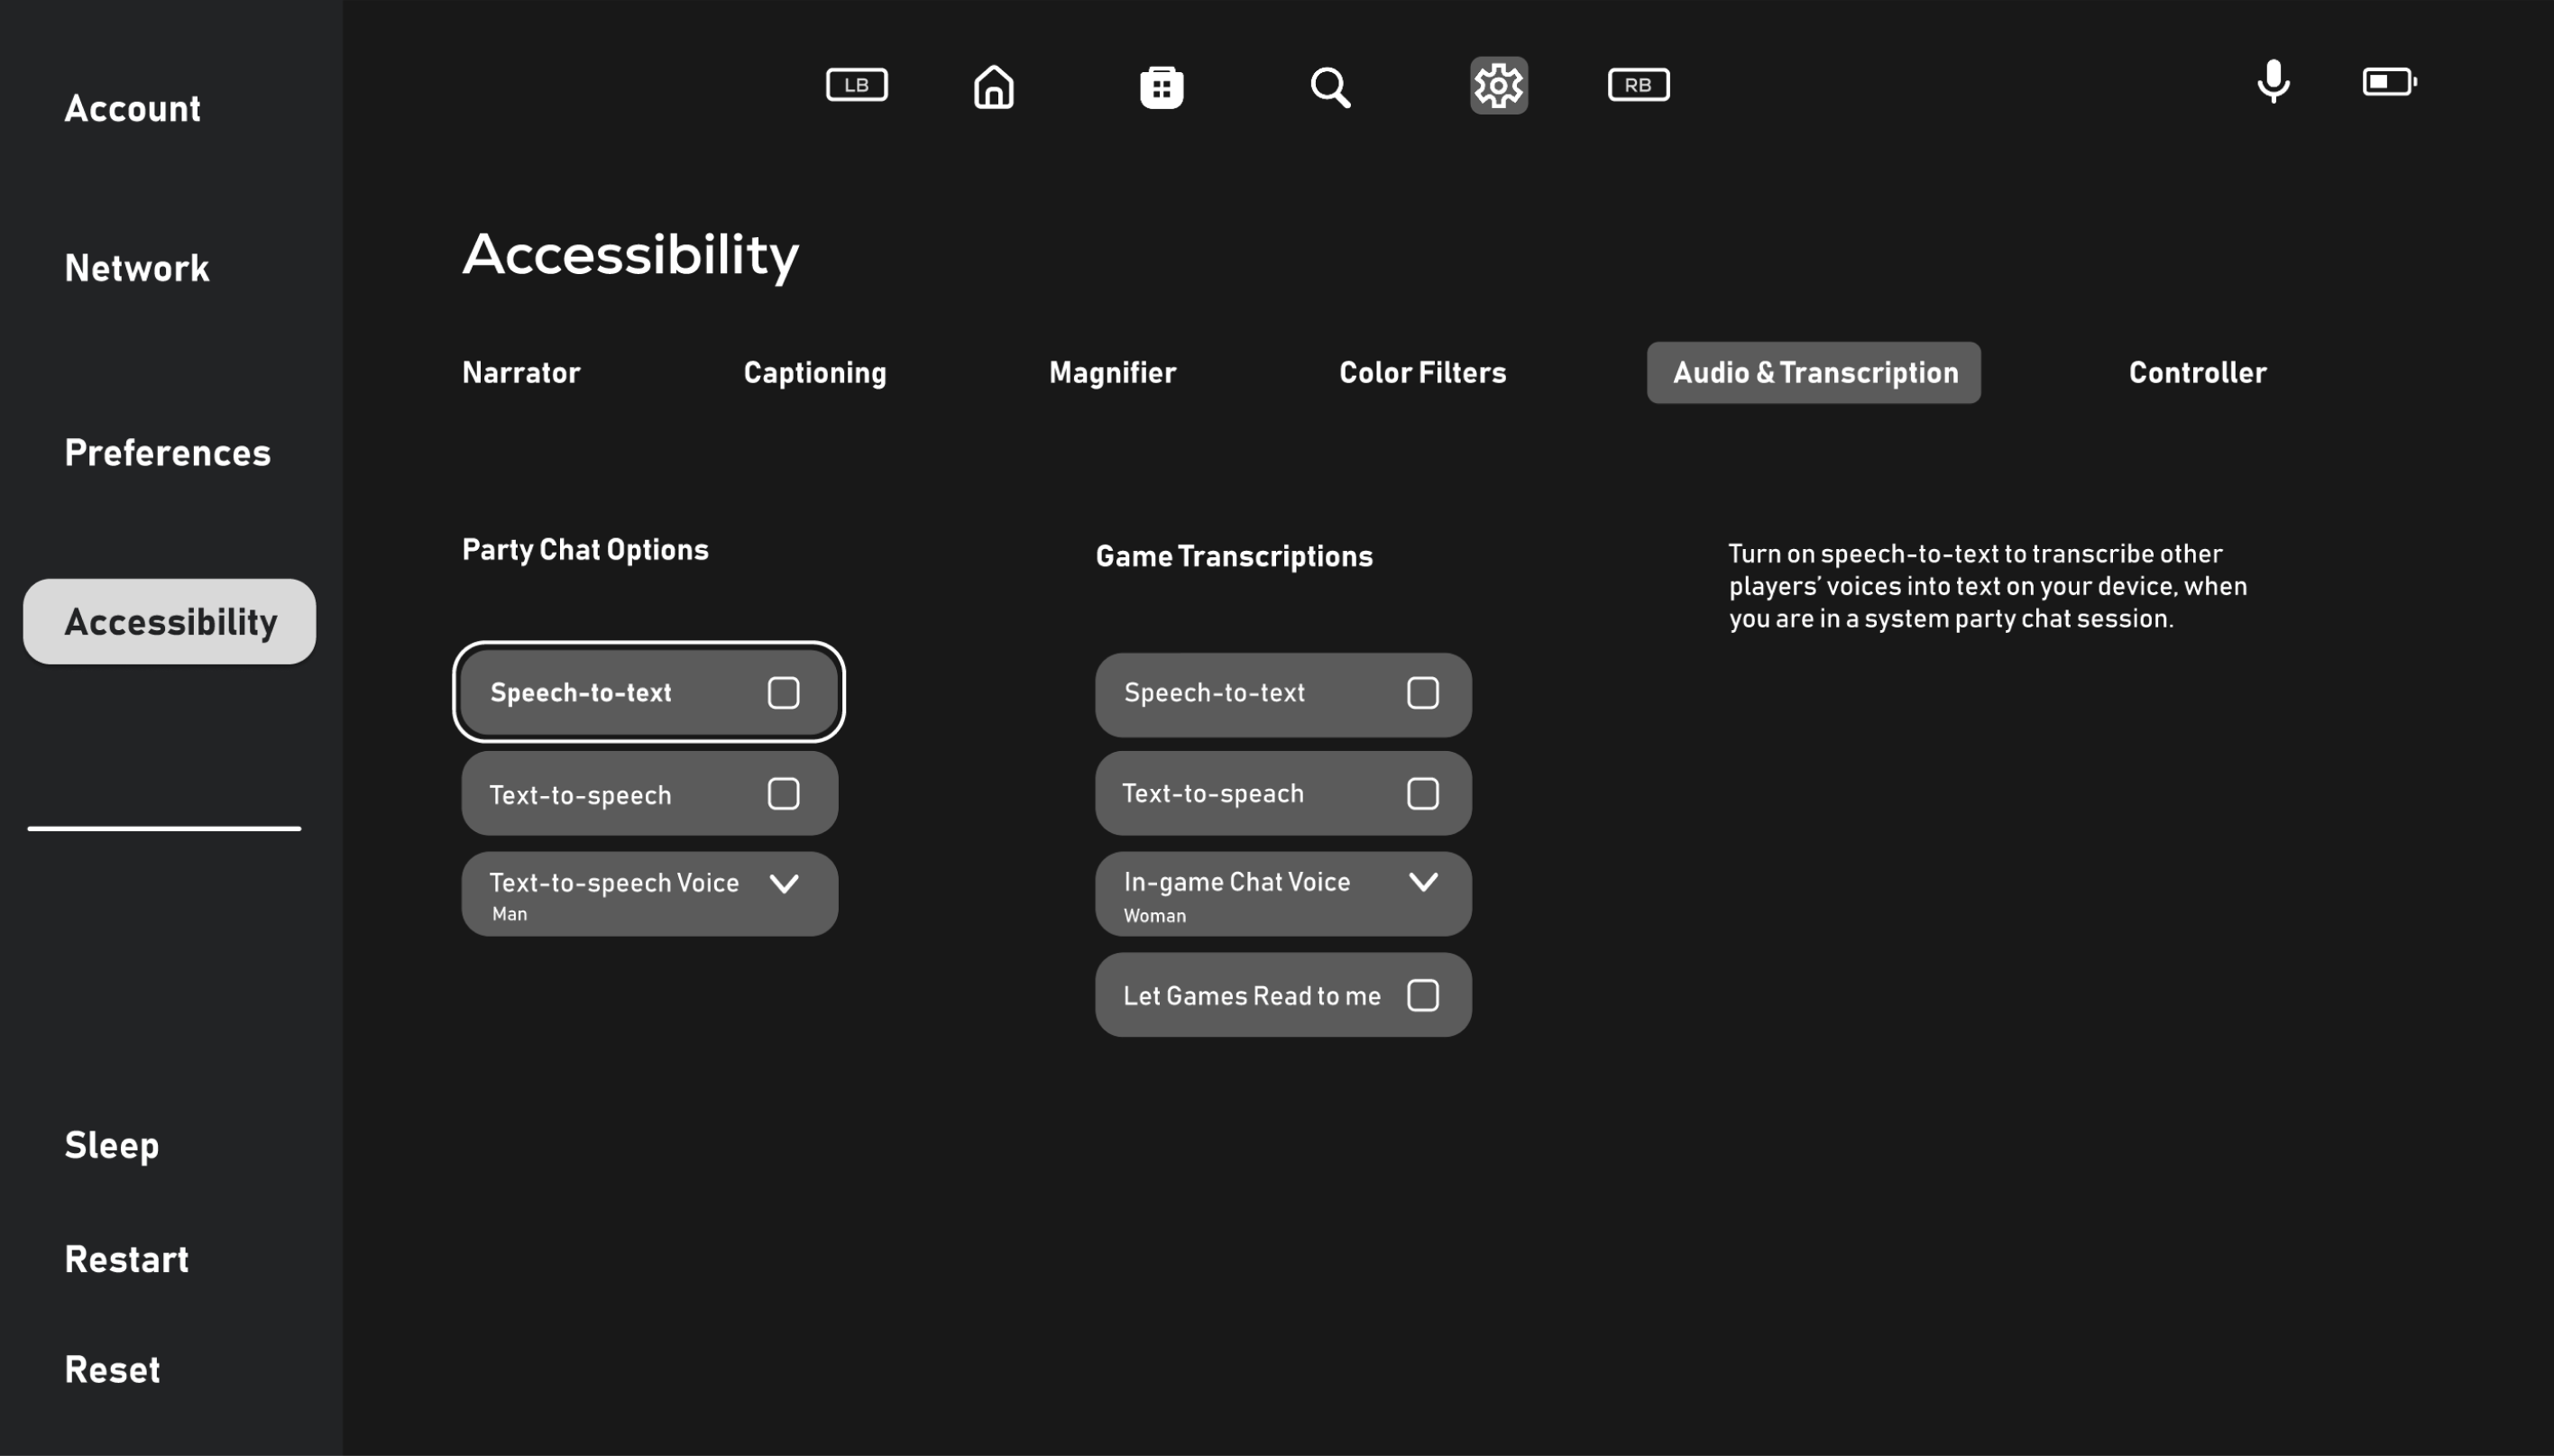 Account
Network
Preferences
Accessibility
Sleep
Restart
Reset
LB
RB
Accessibility
Narrator
Captioning
Magnifier
Color Filters
Audio & Transcription
Controller
Party Chat Options
Speech-to-text
Text-to-speech
Text-to-speech Voice
Man
Game Transcriptions
Speech-to-text
Text-to-speach
In-game Chat Voice
Woman
Let Games Read to me
Turn on speech-to-text to transcribe other
players’ voices into text on your device, when
you are in a system party chat session.